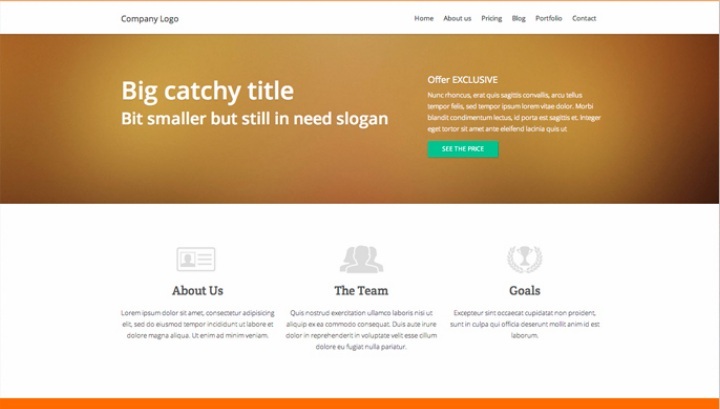 Company Logo
Home About us Pricing Blog Portfolio Contact
Big catchy title
Bit smaller but still in need slogan
Offer EXCLUSIVE
Nunc rhoncus, erat quis sagittis convallis, arcu tellus
tempor felis, sed tempor ipsum lorem vitae dolor. Morbi
blandit condimentum lectus, id porta est sagittis et. Integer
eget tortor sit amet ante eleifend lacinia quis ut
SEE THE PRICE
About Us
Lorem ipsum dolor sit amet, consectetur adipisicing
elit, sed do eiusmod tempor incididunt ut labore et
dolore magna aliqua. Ut enim ad minim veniam.
The Team
Quis nostrud exercitation ullamco laboris nisi ut
aliquip ex ea commodo consequat. Duis aute irure
dolor in reprehenderit in voluptate velit esse cillum
dolore eu fugiat nulla pariatur.
Goals
Excepteur sint occaecat cupidatat non proident,
sunt in culpa qui officia deserunt mollit anim id est
laborum.